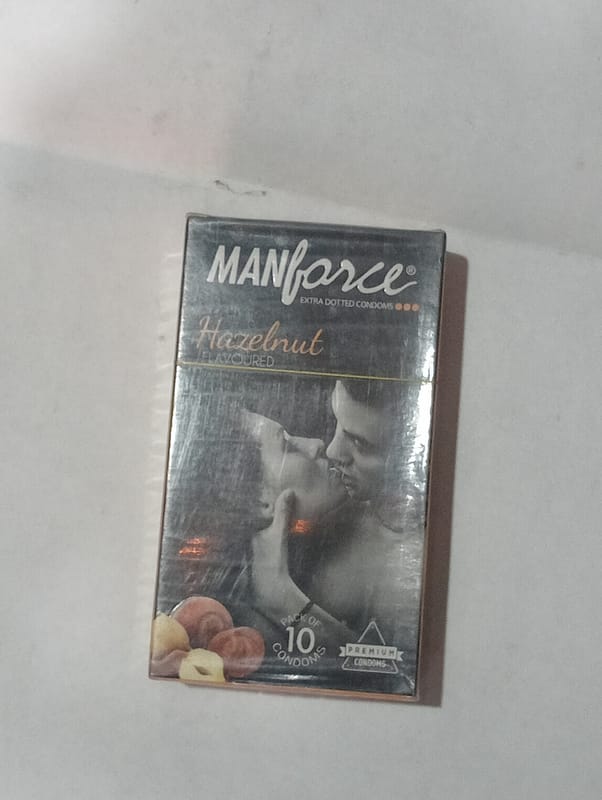 MANforce®
EXTRA DOTTED CONDOMS
Hazelnut
FLAVOURED
PACK OF
10
CONDOMS
PREMIUM
CONDOMS